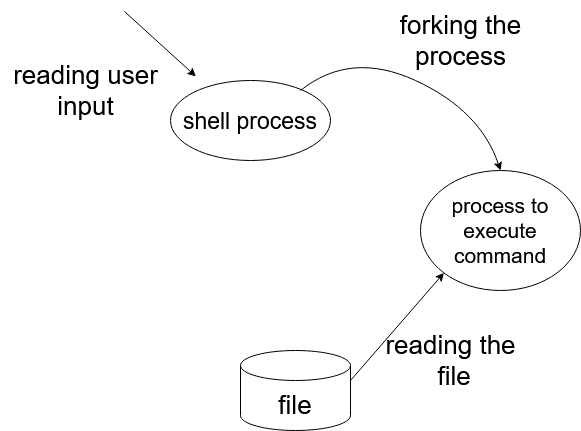 forking the
process
reading user
input
shell process
process to
execute
command
reading the
file
file